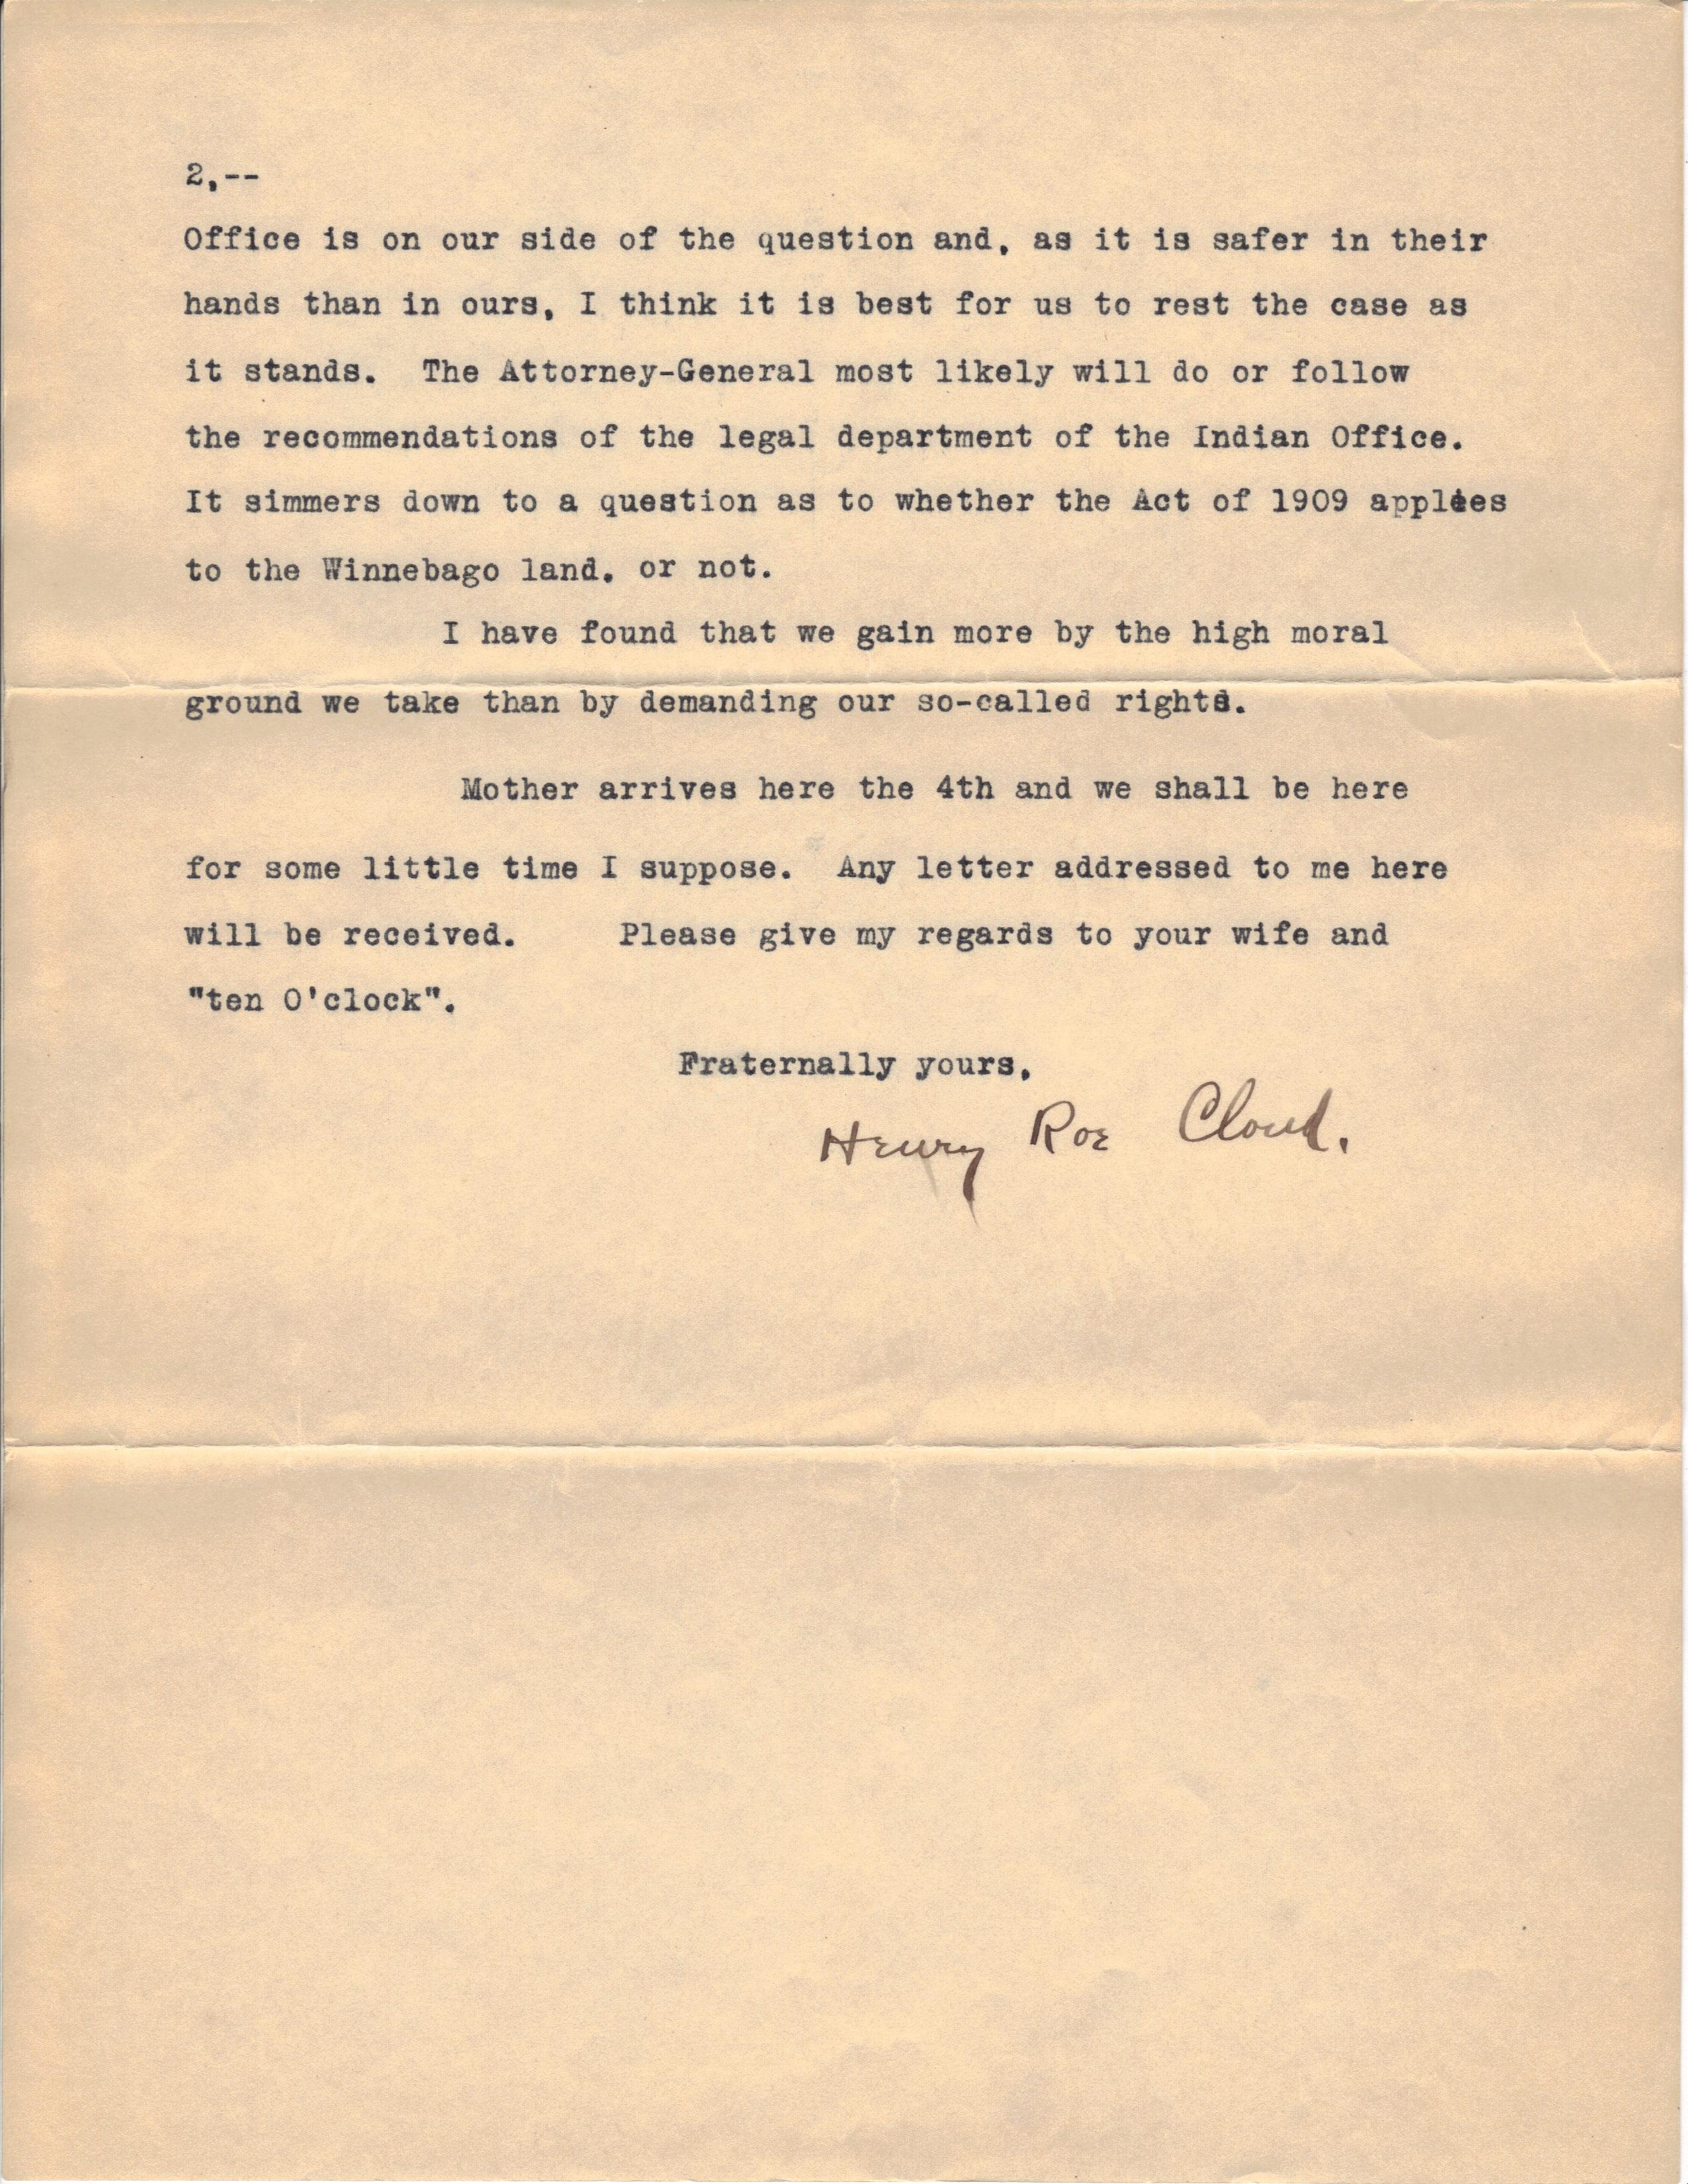 2,--
Office is on our side of the question and, as it is safer in their
hands than in ours, I think it is best for us to rest the case as
it stands. The Attorney-General most likely will do or follow
the recommendations of the legal department of the Indian Office.
It simmers down to a question as to whether the Act of 1909 applies
to the Winnebago land, or not.
I have found that we gain more by the high moral
ground we take than by demanding our so-called rights.
Mother arrives here the 4th and we shall be here
for some little time I suppose. Any letter addressed to me here
will be received. Please give my regards to your wife and
"ten O'clock".
Fraternally yours,
Henry Roe Cloud.